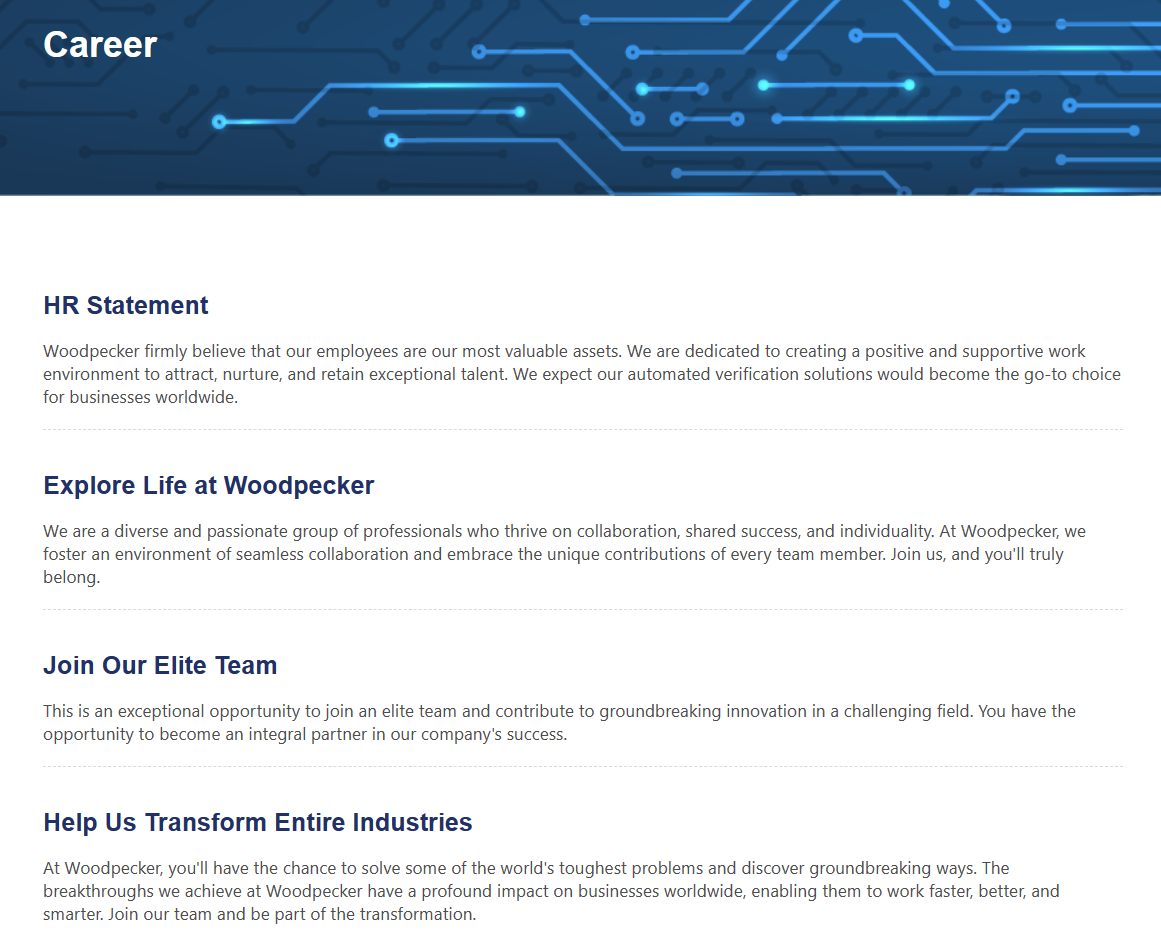 Career
HR Statement
Woodpecker firmly believe that our employees are our most valuable assets. We are dedicated to creating a positive and supportive work
environment to attract, nurture, and retain exceptional talent. We expect our automated verification solutions would become the go-to choice
for businesses worldwide.
Explore Life at Woodpecker
We are a diverse and passionate group of professionals who thrive on collaboration, shared success, and individuality. At Woodpecker, we
foster an environment of seamless collaboration and embrace the unique contributions of every team member. Join us, and you'll truly
belong.
Join Our Elite Team
This is an exceptional opportunity to join an elite team and contribute to groundbreaking innovation in a challenging field. You have the
opportunity to become an integral partner in our company's success.
Help Us Transform Entire Industries
At Woodpecker, you'll have the chance to solve some of the world's toughest problems and discover groundbreaking ways. The
breakthroughs we achieve at Woodpecker have a profound impact on businesses worldwide, enabling them to work faster, better, and
smarter. Join our team and be part of the transformation.